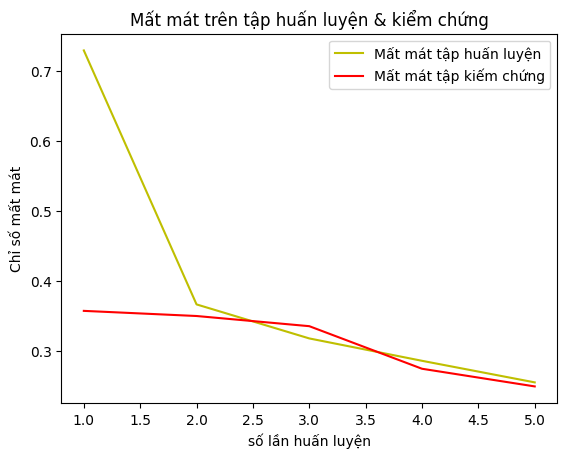 Mất mát trên tập huấn luyện & kiểm chứng
Mất mát tập huấn luyện
Mất mát tập kiếm chứng
Chỉ số mất mát
0.7
0.6
0.5
0.4
0.3
1.0 1.5 2.0 2.5 3.0 3.5 4.0 4.5 5.0
số lần huấn luyện